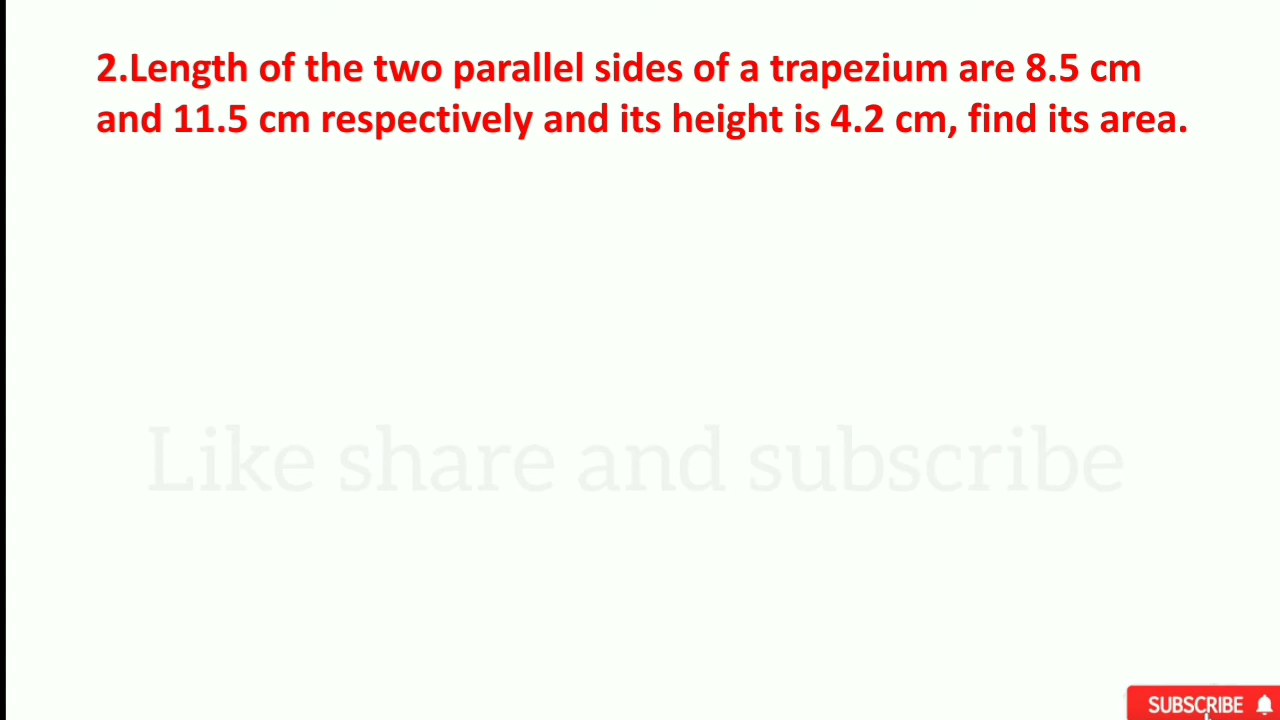 2.Length of the two parallel sides of a trapezium are 8.5 cm
and 11.5 cm respectively and its height is 4.2 cm, find its area.
Like share and subscribe
SUBSCRIBE